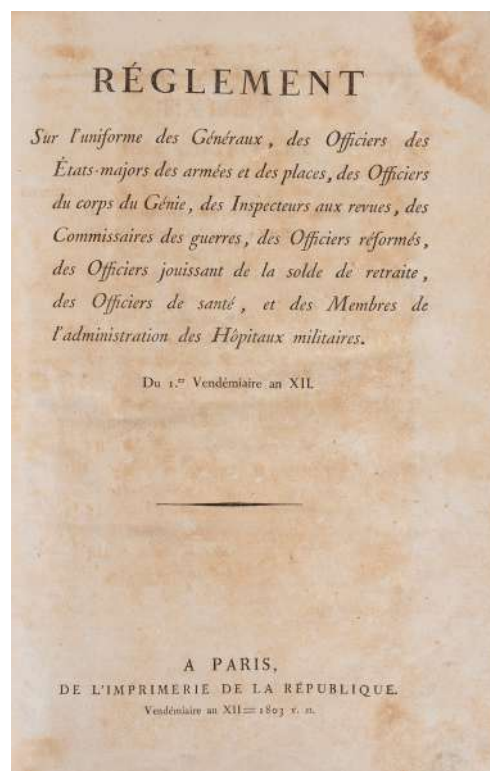 RÉGLEMENT
Sur l'uniforme des Généraux, des Officiers des
États-majors des armées et des places, des Officiers
du corps du Génie, des Inspecteurs aux revues, des
Commissaires des guerres, des Officiers réformés,
des Officiers jouissant de la solde de retraite,
des Officiers de santé, et des Membres de
l'administration des Hôpitaux militaires.
Du 1.er Vendémiaire an XII.
A PARIS,
DE L'IMPRIMERIE DE LA RÉPUBLIQUE.
Vendémiaire an XII = 1803 v. st.